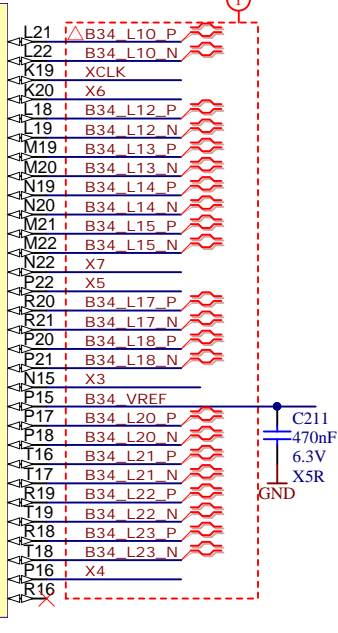 1
L21 B34_L10_P
L22 B34_L10_N
K19 XCLK
K20 X6
L18 B34_L12_P
L19 B34_L12_N
M19 B34_L13_P
M20 B34_L13_N
N19 B34_L14_P
N20 B34_L14_N
M21 B34_L15_P
M22 B34_L15_N
N22 X7
P22 X5
R20 B34_L17_P
R21 B34_L17_N
P20 B34_L18_P
P21 B34_L18_N
N15 X3
P15 B34_VREF
P17 B34_L20_P
P18 B34_L20_N
T16 B34_L21_P
T17 B34_L21_N
R19 B34_L22_P
T19 B34_L22_N
R18 B34_L23_P
T18 B34_L23_N
P16 X4
R16
C211
470nF
6.3V
X5R
GND